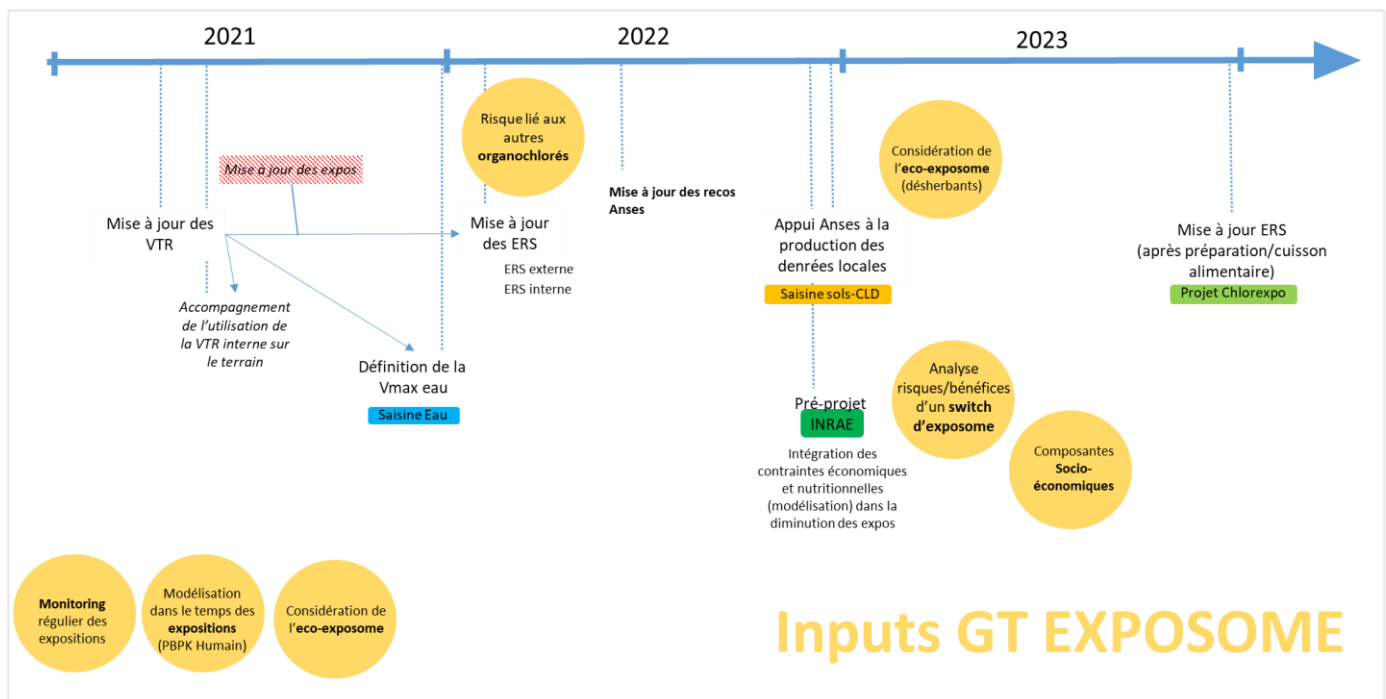 2021
2022
2023
Risque lié aux
autres
organochlorés
Mise à jour des expos
Mise à jour des
VTR
Accompagnement
de l'utilisation de
la VTR interne sur
le terrain
Mise à jour
des ERS
ERS externe
ERS interne
Définition de la
Vmax eau
Saisine Eau
Mise à jour des recos
Anses
Appui Anses à la
production des
denrées locales
Saisine sols-CLD
Considération de
l'eco-exposome
(désherbants)
Mise à jour ERS
(après préparation/cuisson
alimentaire)
Projet Chlorexpo
Pré-projet
INRAE
Intégration des
contraintes économiques
et nutritionnelles
(modélisation) dans la
diminution des expos
Analyse
risques/bénéfices
d'un switch
d'exposome
Composantes
Socio-
économiques
Monitoring
régulier des
expositions
Modélisation
dans le temps des
expositions
(PBPK Humain)
Considération de
l'eco-exposome
Inputs GT EXPOSOME